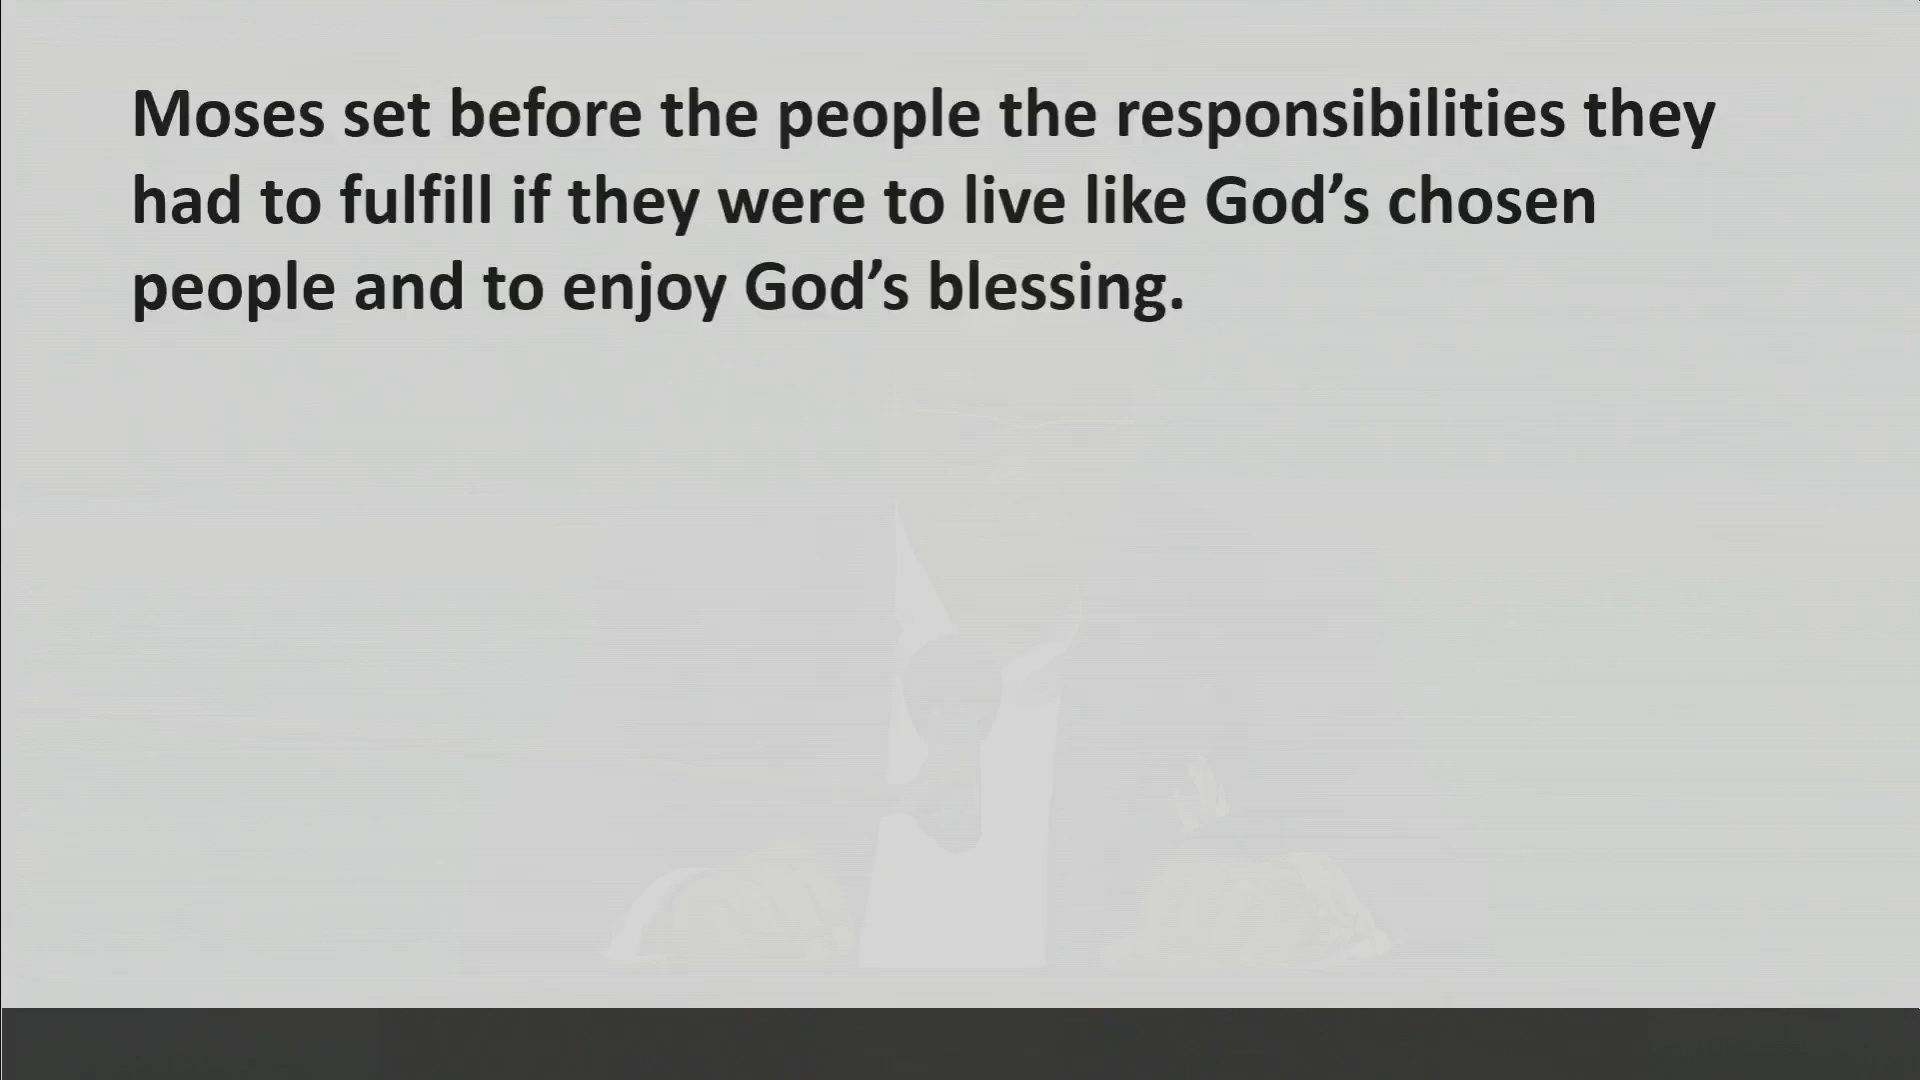 Moses set before the people the responsibilities they
had to fulfill if they were to live like God’s chosen
people and to enjoy God’s blessing.